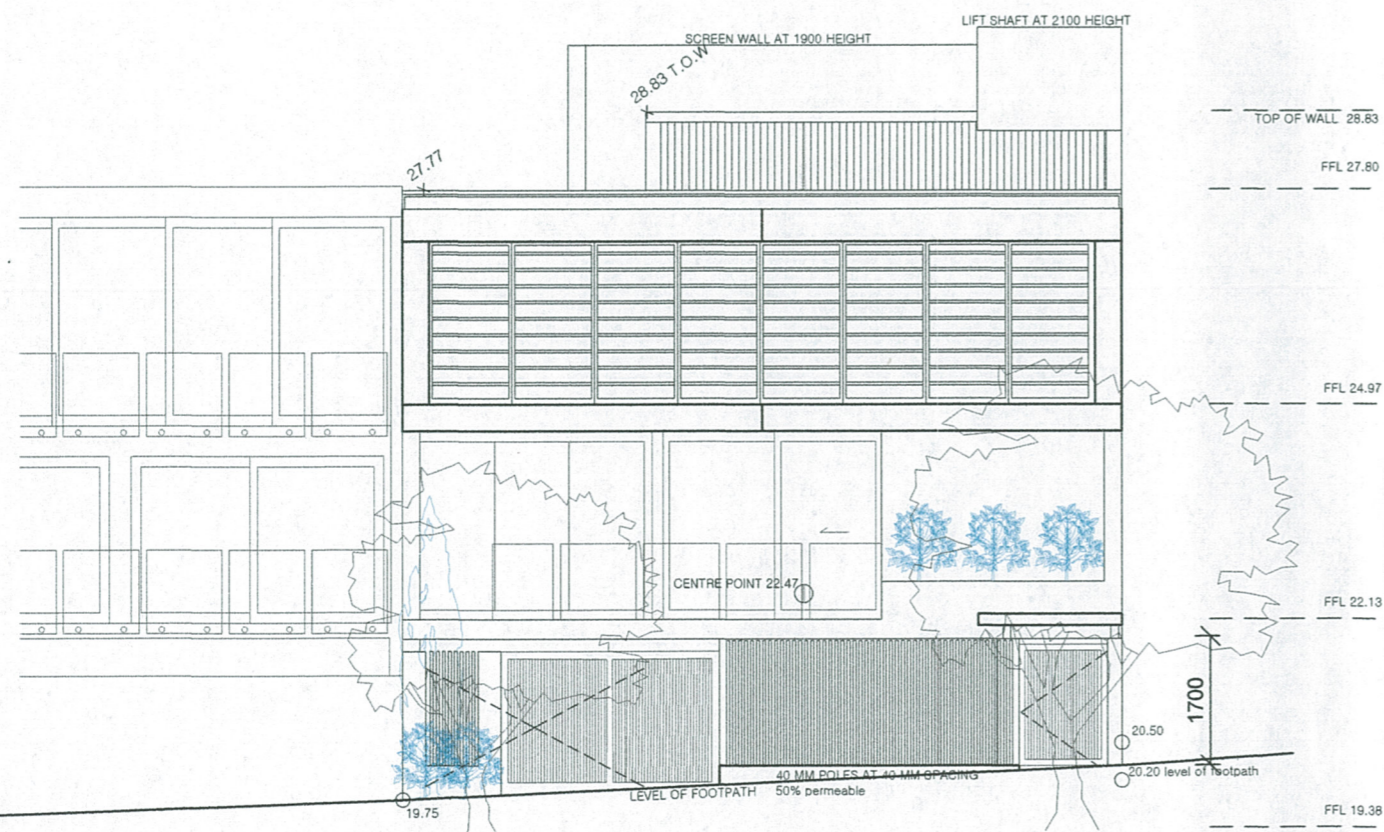 LIFT SHAFT AT 2100 HEIGHT
SCREEN WALL AT 1900 HEIGHT
28.83 T.O.W
TOP OF WALL 28.83
27.77
FFL 27.80
FFL 24.97
CENTRE POINT 22.47
FFL 22.13
1700
20.50
20.20 level of footpath
40 MM POLES AT 40 MM SPACING
50% permeable
LEVEL OF FOOTPATH
19.75
FFL 19.38